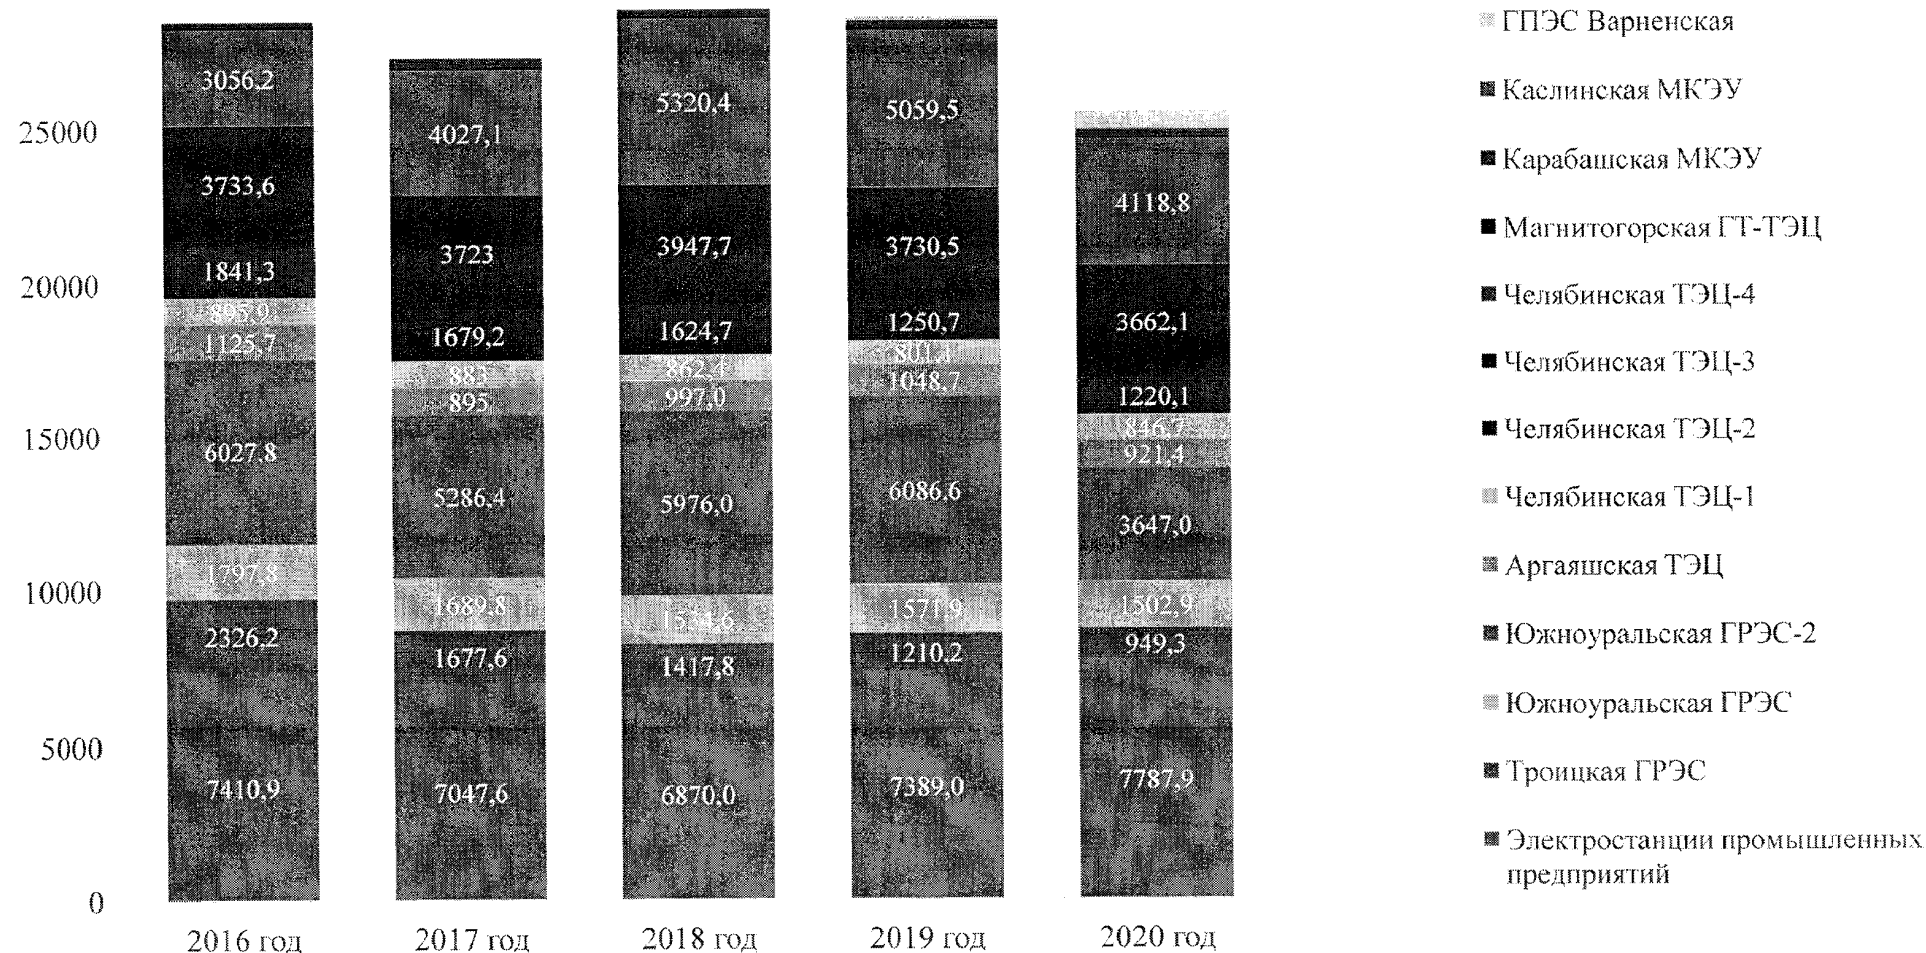 25000
20000
15000
10000
5000
0
3056,2
3733,6
1841,3
895,9
1125,7
6027,8
1797,8
2326,2
7410,9
2016 год
4027,1
3723
1679,2
883
895
5286,4
1689,8
1677,6
7047,6
2017 год
5320,4
3947,7
1624,7
862,4
997,0
5976,0
1534,6
1417,8
6870,0
2018 год
5059,5
3730,5
1250,7
801,1
1048,7
6086,6
1571,9
1210,2
7389,0
2019 год
4118,8
3662,1
1220,1
846,7
921,4
3647,0
1502,9
949,3
7787,9
2020 год
ГПЭС Варненская
Каслинская МКЭУ
Карабашская МКЭУ
Магнитогорская ГТ-ТЭЦ
Челябинская ТЭЦ-4
Челябинская ТЭЦ-3
Челябинская ТЭЦ-2
Челябинская ТЭЦ-1
Аргаяшская ТЭЦ
Южноуральская ГРЭС-2
Южноуральская ГРЭС
Троицкая ГРЭС
Электростанции промышленных
предприятий